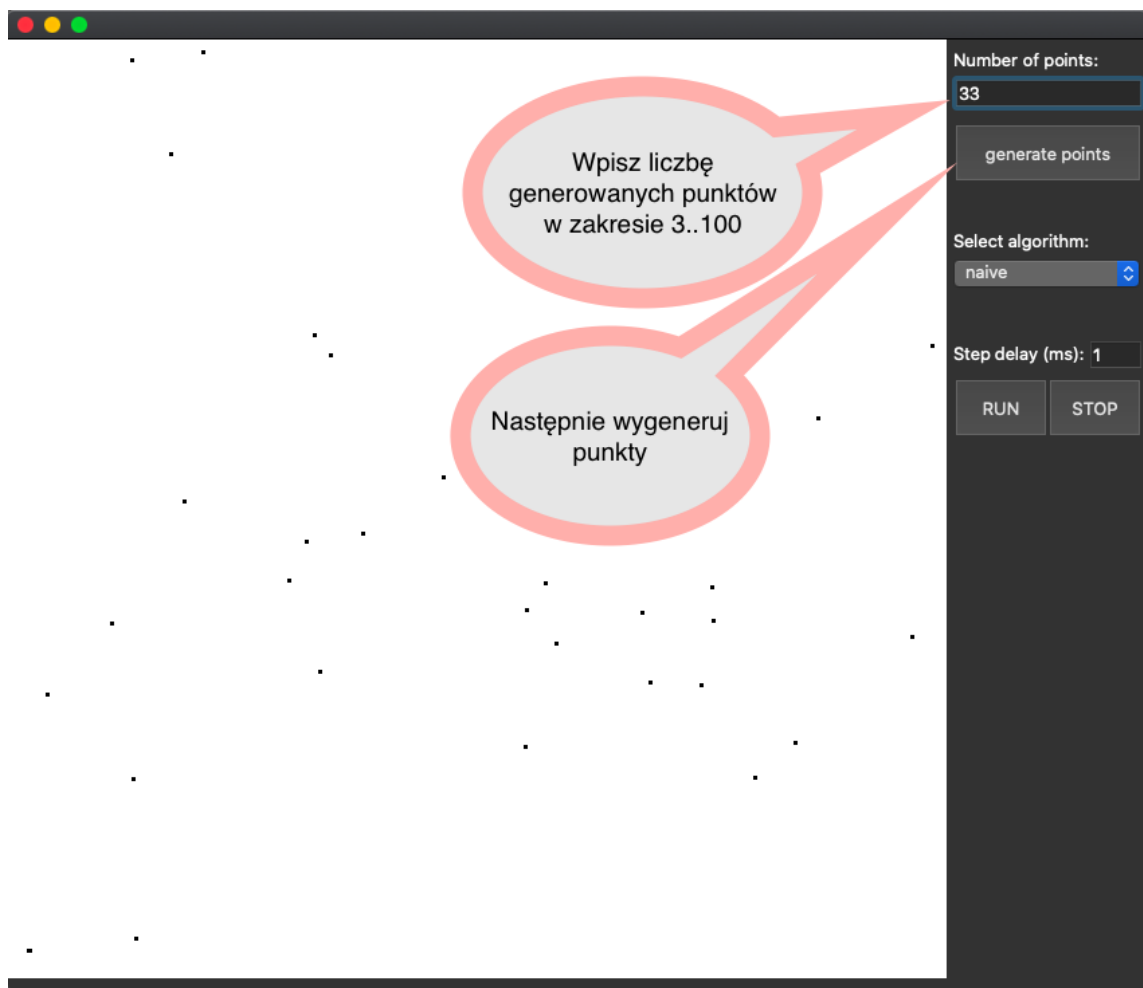 Number of points:
33
generate points
Wpisz liczbę
generowanych punktów
w zakresie 3..100
Select algorithm:
naive
Step delay (ms): 1
RUN STOP
Następnie wygeneruj
punkty